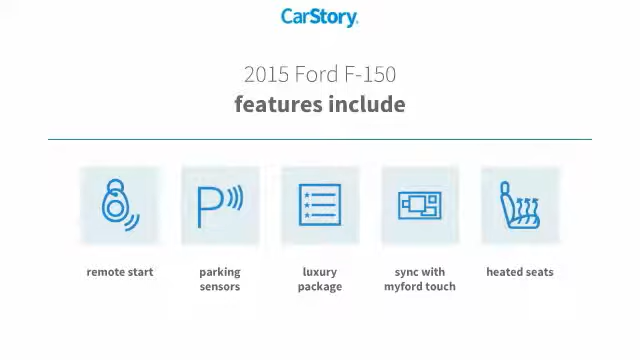 CarStory.
2015 Ford F-150
features include
P
remote start
parking
sensors
luxury
package
sync with
myford touch
heated seats